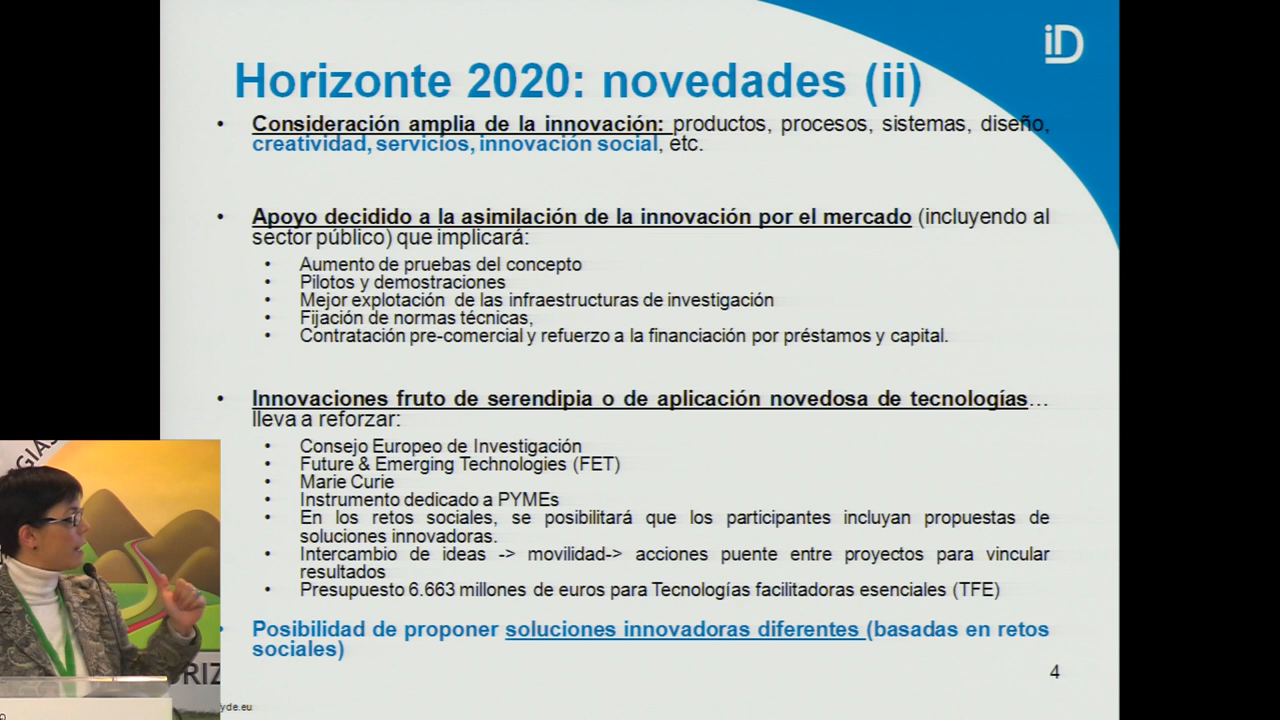 iD
Horizonte 2020: novedades (ii)
• Consideración amplia de la innovación: productos, procesos, sistemas, diseño,
creatividad, servicios, innovación social, etc.
• Apoyo decidido a la asimilación de la innovación por el mercado (incluyendo al
sector público) que implicará:
• Aumento de pruebas del concepto
• Pilotos y demostraciones
• Mejor explotación de las infraestructuras de investigación
• Fijación de normas técnicas,
• Contratación pre-comercial y refuerzo a la financiación por préstamos y capital.
• Innovaciones fruto de serendipia o de aplicación novedosa de tecnologías…
lleva a reforzar:
• Consejo Europeo de Investigación
• Future & Emerging Technologies (FET)
• Marie Curie
• Instrumento dedicado a PYMEs
• En los retos sociales, se posibilitará que los participantes incluyan propuestas de
soluciones innovadoras.
• Intercambio de ideas -> movilidad-> acciones puente entre proyectos para vincular
resultados
• Presupuesto 6.663 millones de euros para Tecnologías facilitadoras esenciales (TFE)
• Posibilidad de proponer soluciones innovadoras diferentes (basadas en retos
sociales)
4
yde.eu
GIAS
ORIZ